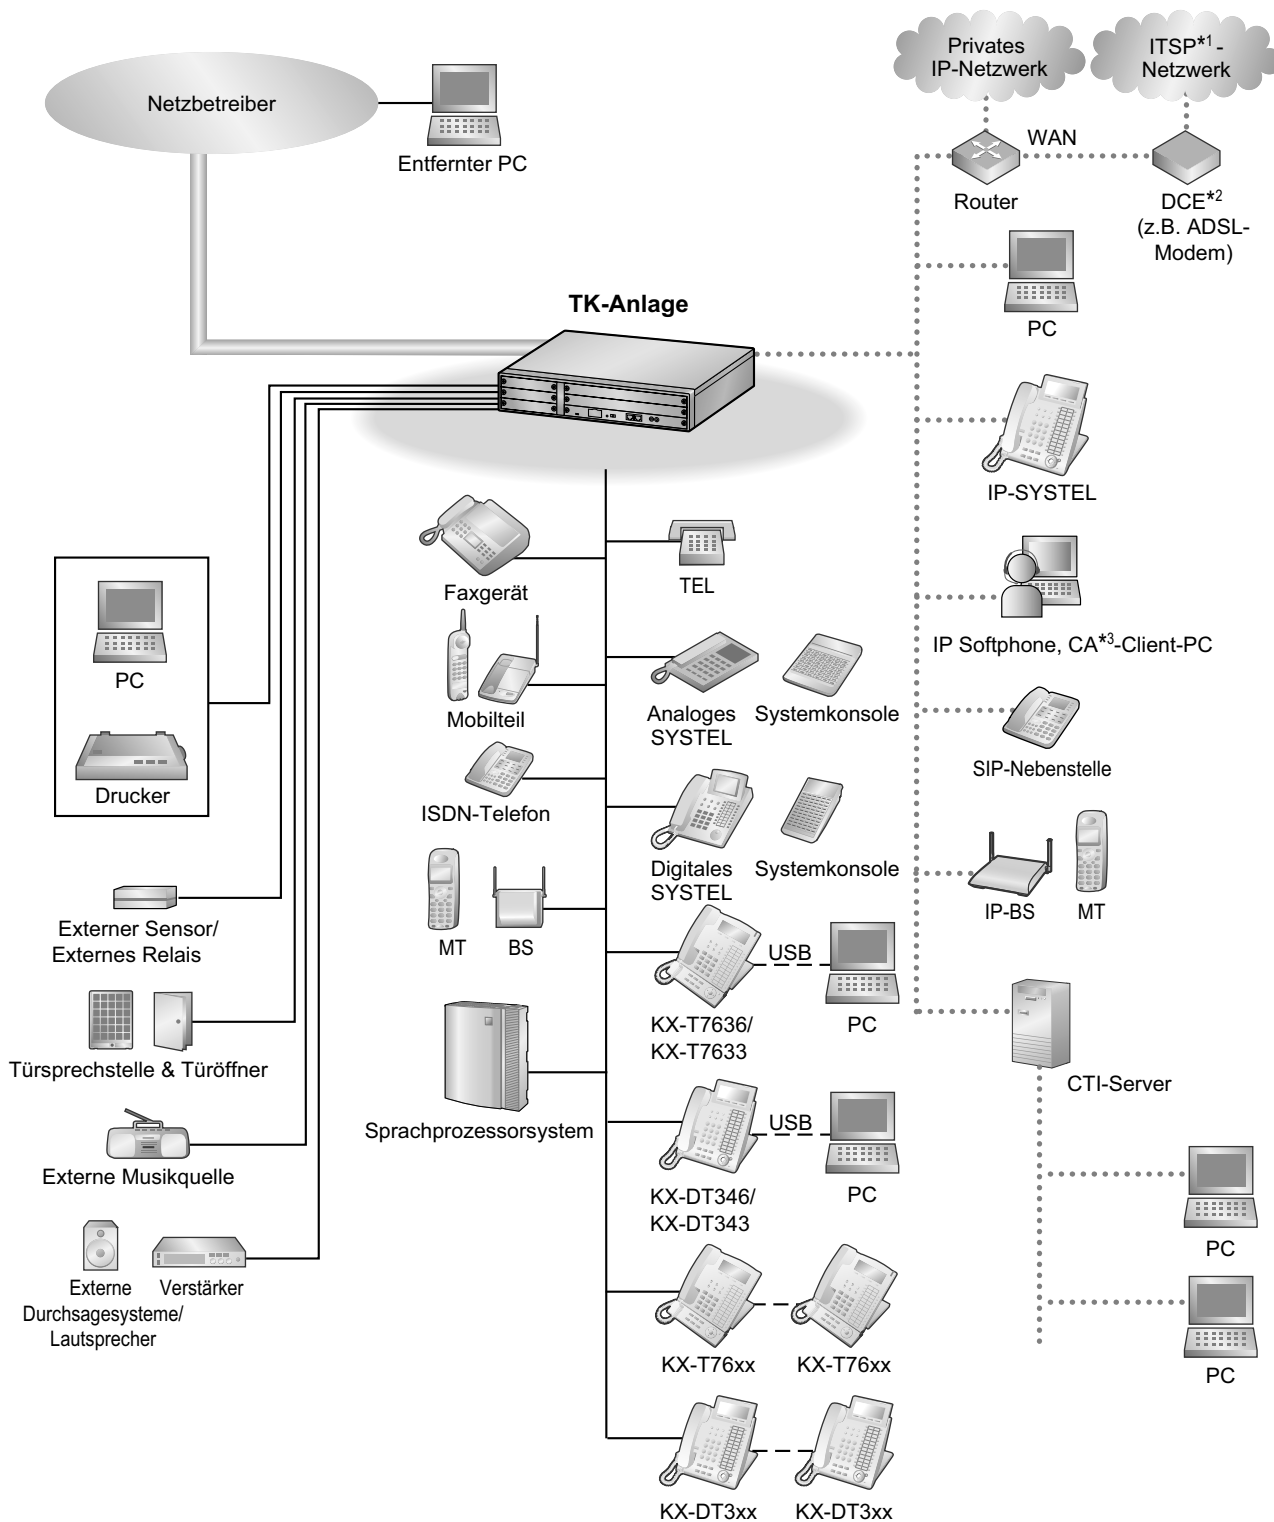 Netzbetreiber
Entfernter PC
Privates
IP-Netzwerk
ITSP*1-
Netzwerk
WAN
Router
DCE*2
(z.B. ADSL-
Modem)
PC
TK-Anlage
IP-SYSTEL
IP Softphone, CA*3-Client-PC
SIP-Nebenstelle
IP-BS
MT
CTI-Server
PC
PC
PC
Drucker
Externer Sensor/
Externes Relais
Türsprechstelle & Türöffner
Externe Musikquelle
Externe
Durchsagesysteme/
Lautsprecher
Verstärker
Faxgerät
TEL
Mobilteil
Analoges
SYSTEL
Systemkonsole
ISDN-Telefon
Digitales
SYSTEL
Systemkonsole
MT
BS
USB
KX-T7636/
KX-T7633
PC
Sprachprozessorsystem
USB
KX-DT346/
KX-DT343
PC
KX-T76xx
KX-T76xx
KX-DT3xx
KX-DT3xx